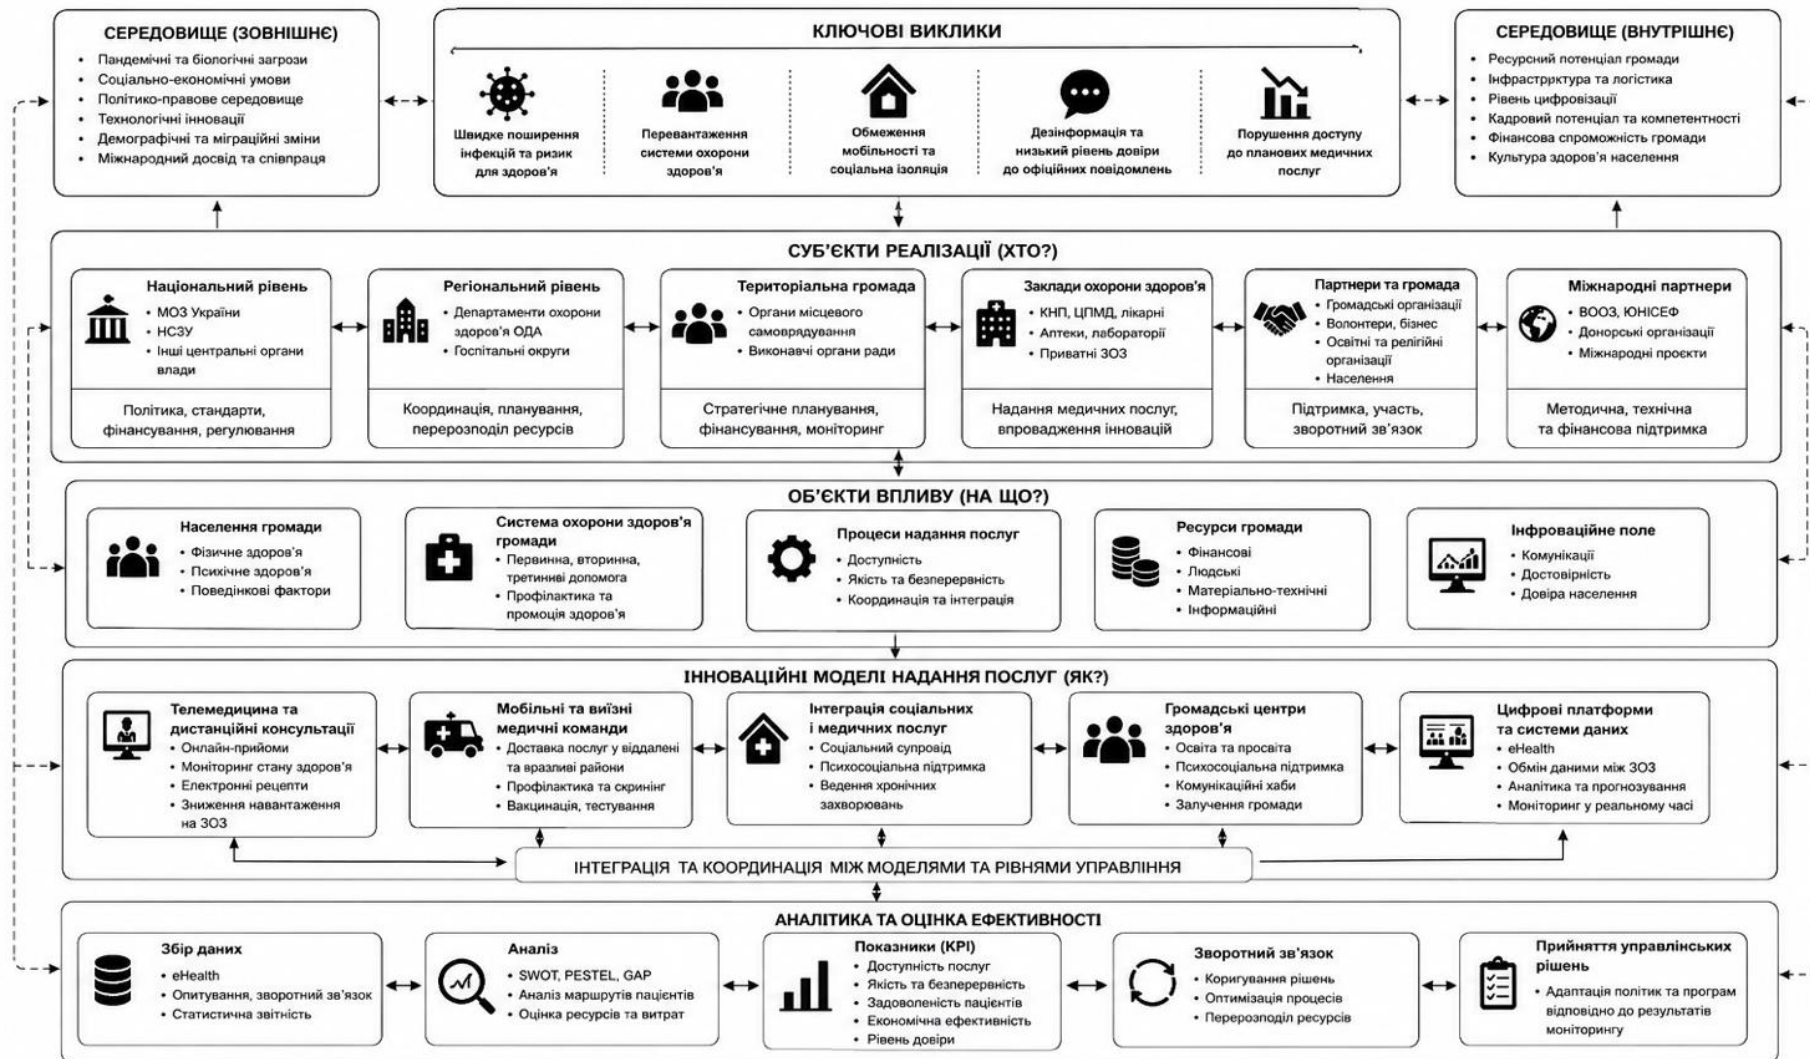 СЕРЕДОВИЩЕ (ЗОВНІШНЄ)
• Пандемічні та біологічні загрози
• Соціально-економічні умови
• Політико-правове середовище
• Технологічні інновації
• Демографічні та міграційні зміни
• Міжнародний досвід та співпраця
КЛЮЧОВІ ВИКЛИКИ
Швидке поширення
інфекцій та ризик
для здоров'я
Перевантаження
системи охорони
здоров'я
Обмеження
мобільності та
соціальна ізоляція
Дезінформація та
низький рівень довіри
до офіційних повідомлень
Порушення доступу
до планових медичних
послуг
СЕРЕДОВИЩЕ (ВНУТРІШНЄ)
• Ресурсний потенціал громади
• Інфраструктура та логістика
• Рівень цифровізації
• Кадровий потенціал та компетентності
• Фінансова спроможність громади
• Культура здоров'я населення
СУБ'ЄКТИ РЕАЛІЗАЦІЇ (ХТО?)
Національний рівень
• МОЗ України
• НСЗУ
• Інші центральні органи
влади
Політика, стандарти,
фінансування, регулювання
Регіональний рівень
• Департаменти охорони
здоров'я ОДА
• Госпітальні округи
Координація, планування,
перерозподіл ресурсів
Територіальна громада
• Органи місцевого
самоврядування
• Виконавчі органи ради
Стратегічне планування,
фінансування, моніторинг
Заклади охорони здоров'я
• КНП, ЦПМД, лікарні
• Аптеки, лабораторії
• Приватні ЗОЗ
Надання медичних послуг,
впровадження інновацій
Партнери та громада
• Громадські організації
• Волонтери, бізнес
• Освітні та релігійні
організації
• Населення
Підтримка, участь,
зворотний зв'язок
Міжнародні партнери
• ВООЗ, ЮНІСЕФ
• Донорські організації
• Міжнародні проєкти
Методична, технічна
та фінансова підтримка
ОБ'ЄКТИ ВПЛИВУ (НА ЩО?)
Населення громади
• Фізичне здоров'я
• Психічне здоров'я
• Поведінкові фактори
Система охорони здоров'я
громади
• Первинна, вторинна,
третиниві допомога
• Профілактика та
промоція здоров'я
Процеси надання послуг
• Доступність
• Якість та безперервність
• Координація та інтеграція
Ресурси громади
• Фінансові
• Людські
• Матеріально-технічні
• Інформаційні
Інфроваційне поле
• Комунікації
• Достовірність
• Довіра населення
ІННОВАЦІЙНІ МОДЕЛІ НАДАННЯ ПОСЛУГ (ЯК?)
Телемедицина та
дистанційні консультації
• Онлайн-прийоми
• Моніторинг стану здоров'я
• Електронні рецепти
• Зниження навантаження
на ЗОЗ
Мобільні та виїзні
медичні команди
• Доставка послуг у віддалені
та вразливі райони
• Профілактика та скринінг
• Вакцинація, тестування
Інтеграція соціальних
і медичних послуг
• Соціальний супровід
• Психосоціальна підтримка
• Ведення хронічних
захворювань
Громадські центри
здоров'я
• Освіта та просвіта
• Психосоціальна підтримка
• Комунікаційні хаби
• Залучення громади
Цифрові платформи
та системи даних
• eHealth
• Обмін даними між ЗОЗ
• Аналітика та прогнозування
• Моніторинг у реальному часі
ІНТЕГРАЦІЯ ТА КООРДИНАЦІЯ МІЖ МОДЕЛЯМИ ТА РІВНЯМИ УПРАВЛІННЯ
АНАЛІТИКА ТА ОЦІНКА ЕФЕКТИВНОСТІ
Збір даних
• eHealth
• Опитування, зворотний зв'язок
• Статистична звітність
Аналіз
• SWOT, PESTEL, GAP
• Аналіз маршрутів пацієнтів
• Оцінка ресурсів та витрат
Показники (KPI)
• Доступність послуг
• Якість та безперервність
• Задоволеність пацієнтів
• Економічна ефективність
• Рівень довіри
Зворотний зв'язок
• Коригування рішень
• Оптимізація процесів
• Перерозподіл ресурсів
Прийняття управлінських
рішень
• Адаптація політик та програм
відповідно до результатів
моніторингу